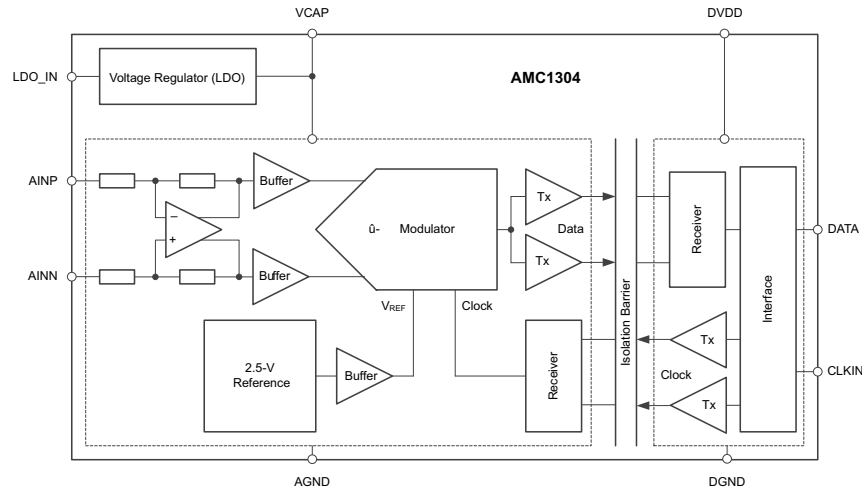 VCAP
DVDD
LDO_IN
Voltage Regulator (LDO)
AMC1304
AINP
Buffer
−
+
û- Modulator
Tx
Data
Tx
Isolation Barrier
Receiver
Interface
DATA
AINN
Buffer
VREF
Clock
2.5-V
Reference
Buffer
Receiver
Tx
Clock
Tx
CLKIN
AGND
DGND